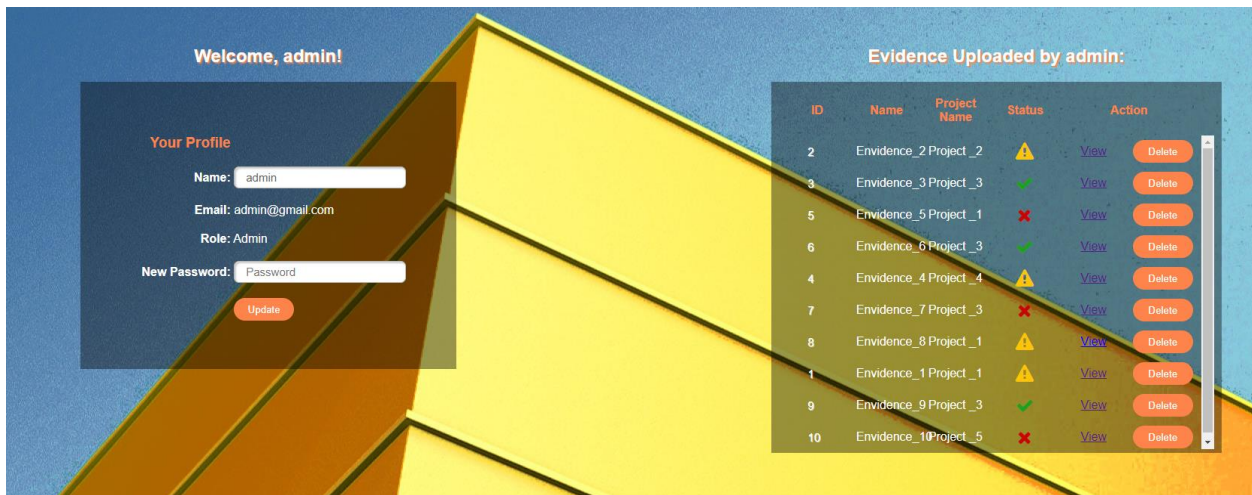 Welcome, admin!
Your Profile
Name: admin
Email: admin@gmail.com
Role: Admin
New Password: Password
Update
Evidence Uploaded by admin:
ID Name Project Name Status Action
2 Envidence_2 Project _2 View Delete
3 Envidence_3 Project _3 View Delete
5 Envidence_5 Project _1 View Delete
6 Envidence_6 Project _3 View Delete
4 Envidence_4 Project _4 View Delete
7 Envidence_7 Project _3 View Delete
8 Envidence_8 Project _1 View Delete
1 Envidence_1 Project _1 View Delete
9 Envidence_9 Project _3 View Delete
10 Envidence_10 Project _5 View Delete